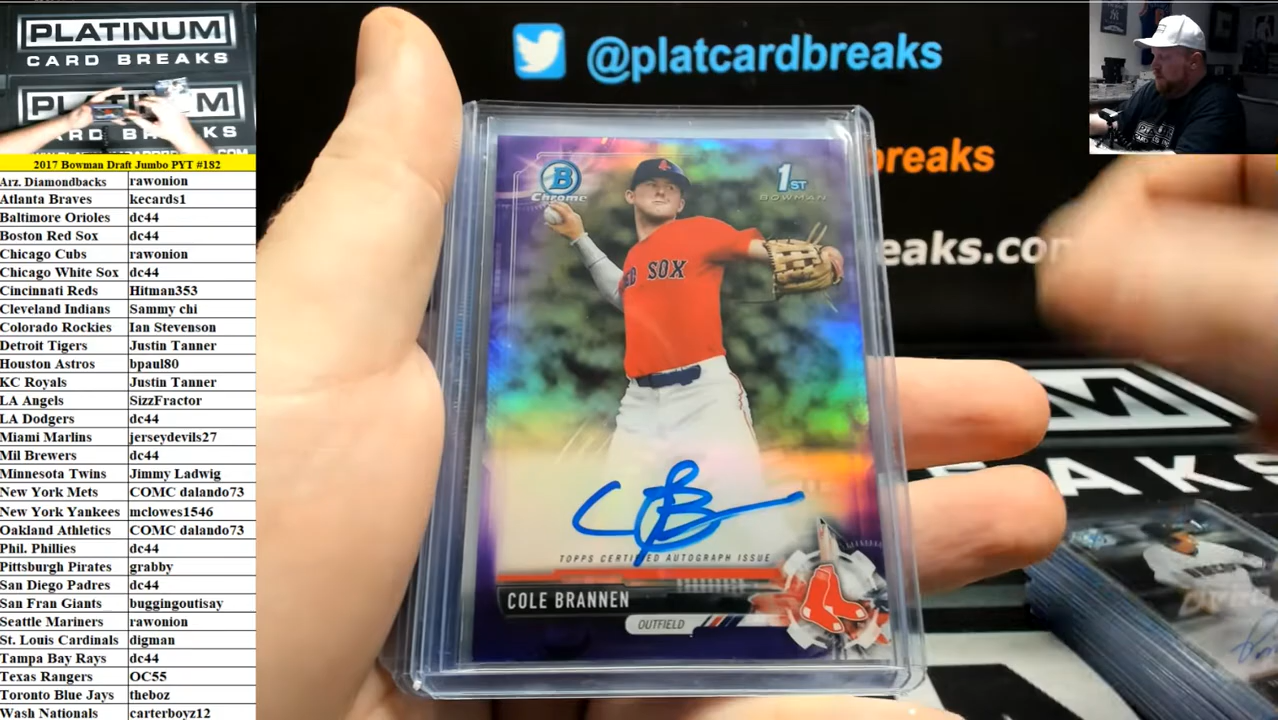 PLATINUM
CARD BREAKS
PLATINUM
ARD BREAKS
2017 Bowman Draft Jumbo PYT #182
Arz. Diamondbacks rawonion
Atlanta Braves kecards1
Baltimore Orioles dc44
Boston Red Sox dc44
Chicago Cubs rawonion
Chicago White Sox dc44
Cincinnati Reds Hitman353
Cleveland Indians Sammy chi
Colorado Rockies Ian Stevenson
Detroit Tigers Justin Tanner
Houston Astros bpaul80
KC Royals Justin Tanner
LA Angels SizzFractor
LA Dodgers dc44
Miami Marlins jerseydevils27
Mil Brewers dc44
Minnesota Twins Jimmy Ladwig
New York Mets COMC dalando73
New York Yankees mclowes1546
Oakland Athletics COMC dalando73
Phil. Phillies dc44
Pittsburgh Pirates grabby
San Diego Padres dc44
San Fran Giants buggingoutisay
Seattle Mariners rawonion
St. Louis Cardinals digman
Tampa Bay Rays dc44
Texas Rangers OC55
Toronto Blue Jays theboz
Wash Nationals carterboyz12
@platcardbreaks
breaks
eaks.com
B
Chrome
1ST
BOWMAN
RED SOX
CB
TOPPS CERTIFIED AUTOGRAPH ISSUE
COLE BRANNEN
OUTFIELD
M
EAKS
PLATINUM